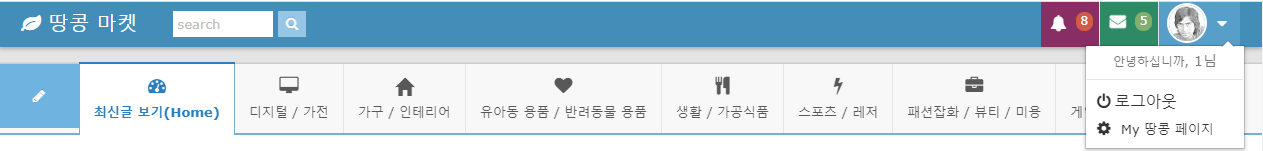 땅콩 마켓
search
8
5
안녕하십니까, 1님
최신글 보기(Home)
디지털 / 가전
가구 / 인테리어
유아동 용품 / 반려동물 용품
생활 / 가공식품
스포츠 / 레저
패션잡화 / 뷰티 / 미용
로그아웃
My 땅콩 페이지